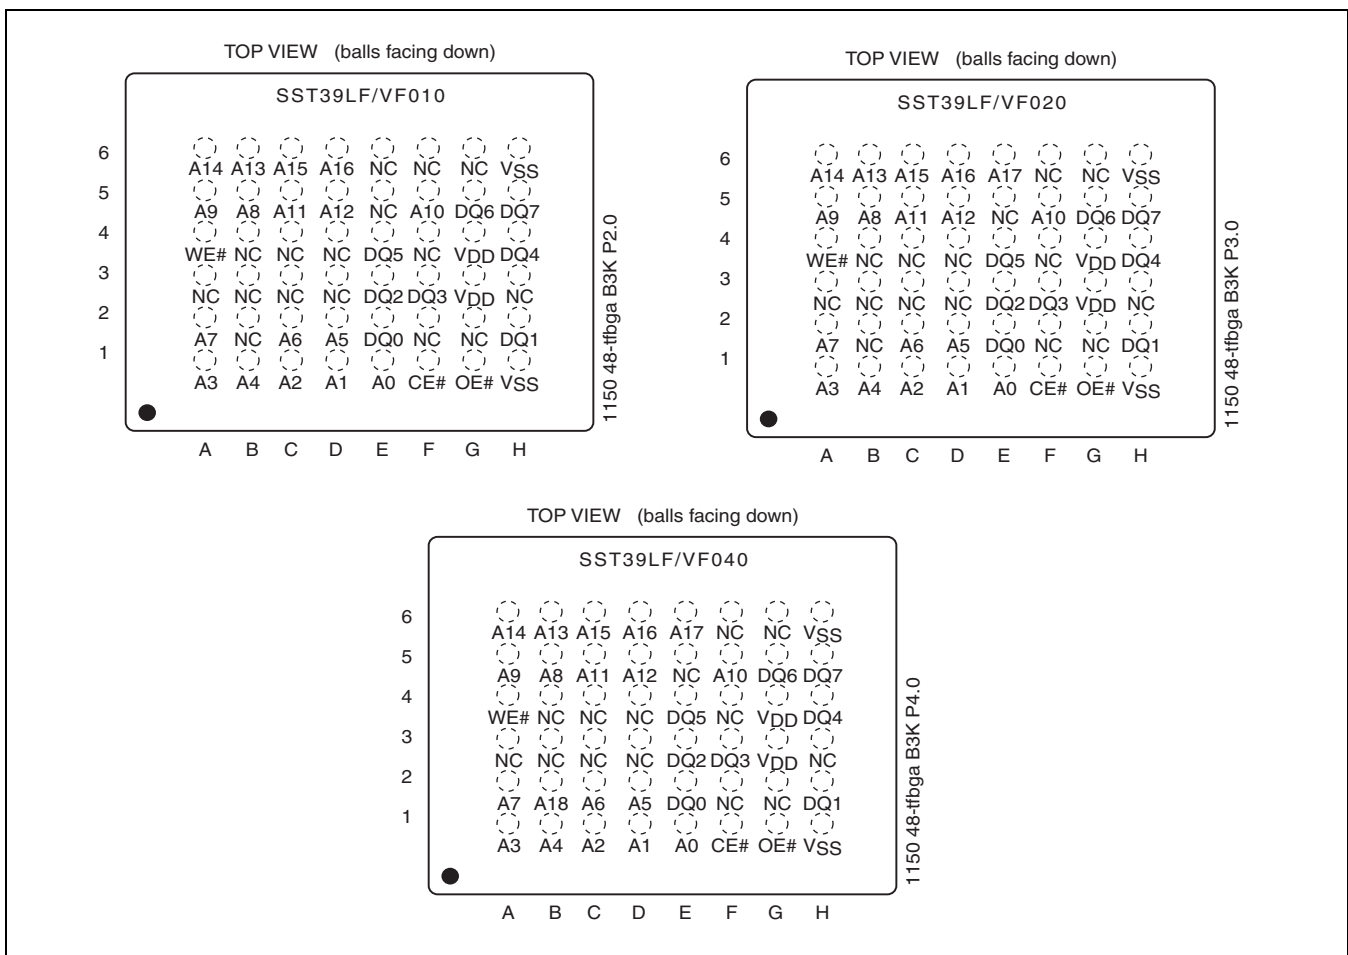 TOP VIEW (balls facing down)
SST39LF/VF010
6
A14 A13 A15 A16 NC NC NC VSS
5
A9 A8 A11 A12 NC A10 DQ6 DQ7
4
WE# NC NC NC DQ5 NC VDD DQ4
3
NC NC NC NC DQ2 DQ3 VDD NC
2
A7 NC A6 A5 DQ0 NC NC DQ1
1
A3 A4 A2 A1 A0 CE# OE# VSS
A B C D E F G H
1150 48-tfbga B3K P2.0
TOP VIEW (balls facing down)
SST39LF/VF020
6
A14 A13 A15 A16 A17 NC NC VSS
5
A9 A8 A11 A12 NC A10 DQ6 DQ7
4
WE# NC NC NC DQ5 NC VDD DQ4
3
NC NC NC NC DQ2 DQ3 VDD NC
2
A7 NC A6 A5 DQ0 NC NC DQ1
1
A3 A4 A2 A1 A0 CE# OE# VSS
A B C D E F G H
1150 48-tfbga B3K P3.0
TOP VIEW (balls facing down)
SST39LF/VF040
6
A14 A13 A15 A16 A17 NC NC VSS
5
A9 A8 A11 A12 NC A10 DQ6 DQ7
4
WE# NC NC NC DQ5 NC VDD DQ4
3
NC NC NC NC DQ2 DQ3 VDD NC
2
A7 A18 A6 A5 DQ0 NC NC DQ1
1
A3 A4 A2 A1 A0 CE# OE# VSS
A B C D E F G H
1150 48-tfbga B3K P4.0